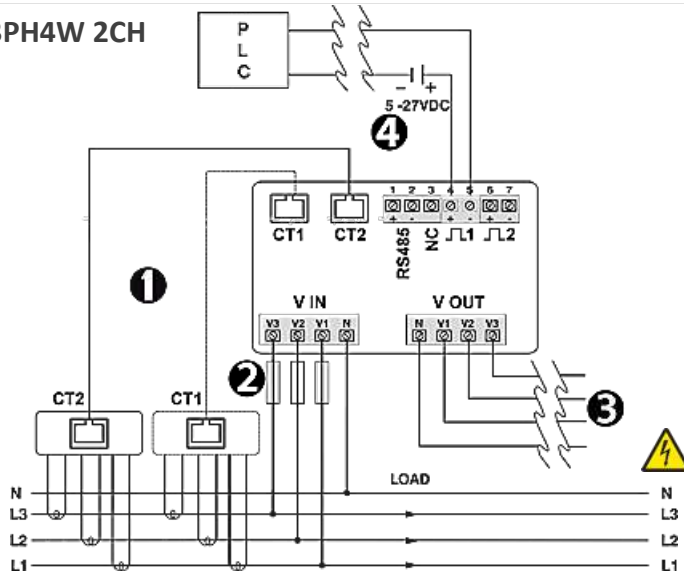 3PH4W 2CH
P
L
C
- +
5 -27VDC
4
1 2 3 4 5 6 7
+ - + - + -
CT1 CT2 RS485 NC 1 2
1
V IN V OUT
V3 V2 V1 N N V1 V2 V3
2
3
CT2 CT1
LOAD
N N
L3 L3
L2 L2
L1 L1